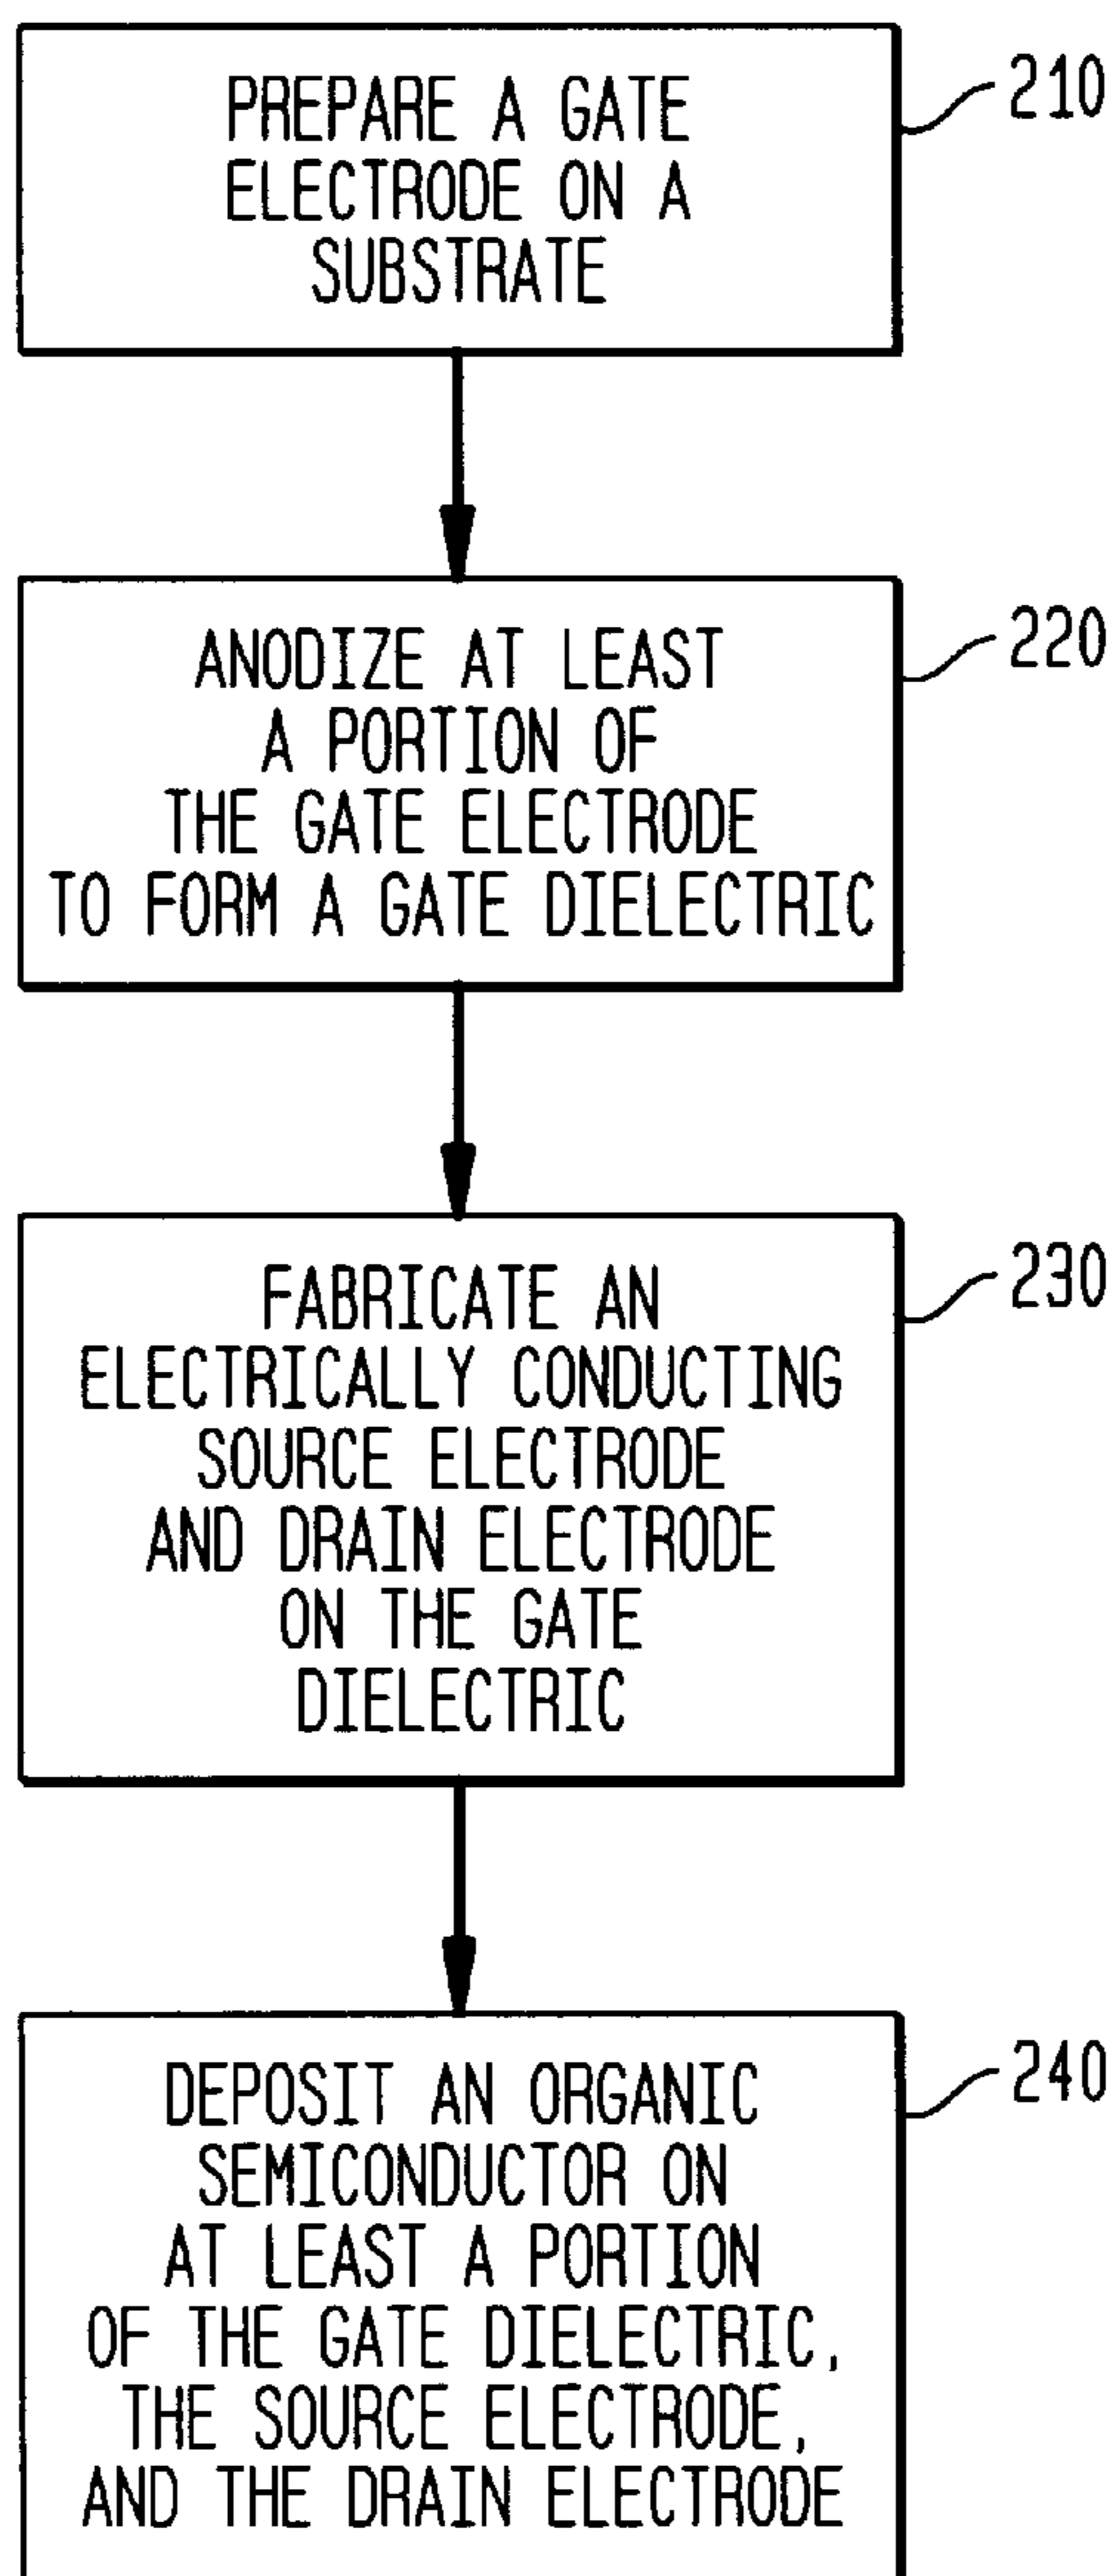 PREPARE A GATE
ELECTRODE ON A
SUBSTRATE
210
ANODIZE AT LEAST
A PORTION OF
THE GATE ELECTRODE
TO FORM A GATE DIELECTRIC
220
FABRICATE AN
ELECTRICALLY CONDUCTING
SOURCE ELECTRODE
AND DRAIN ELECTRODE
ON THE GATE
DIELECTRIC
230
DEPOSIT AN ORGANIC
SEMICONDUCTOR ON
AT LEAST A PORTION
OF THE GATE DIELECTRIC,
THE SOURCE ELECTRODE,
AND THE DRAIN ELECTRODE
240